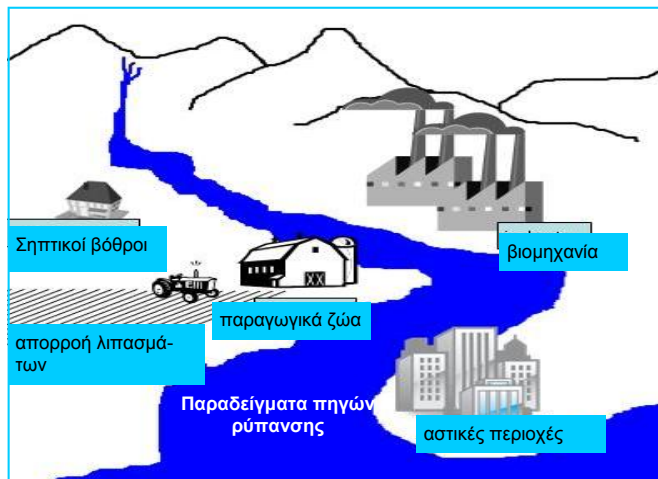 Σηπτικοί βόθροι
βιομηχανία
παραγωγικά ζώα
απορροή λιπασμά-
των
Παραδείγματα πηγών
ρύπανσης
αστικές περιοχές